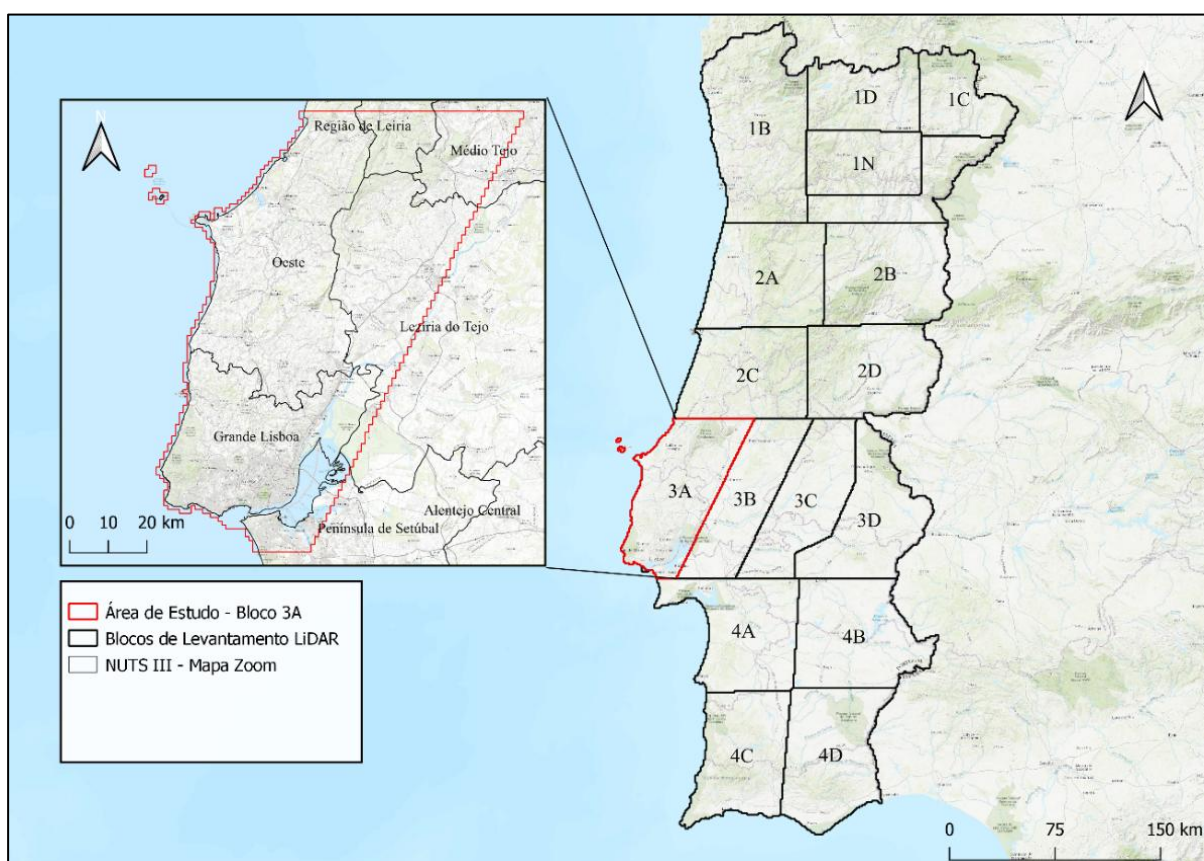 N
Região de Leiria
Médio Tejo
Oeste
Lezíria do Tejo
Grande Lisboa
Alentejo Central
Península de Setúbal
0 10 20 km
Área de Estudo - Bloco 3A
Blocos de Levantamento LiDAR
NUTS III - Mapa Zoom
1B
1D
1C
1N
2A
2B
2C
2D
3A
3B
3C
3D
4A
4B
4C
4D
0 75 150 km